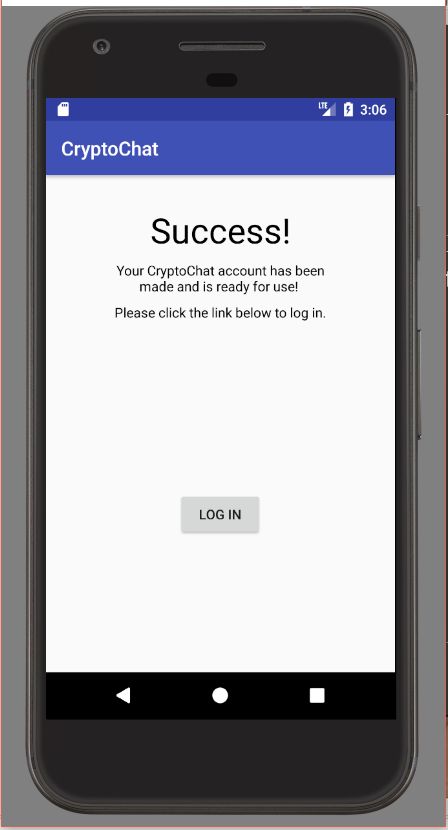 LTE 3:06
CryptoChat
Success!
Your CryptoChat account has been
made and is ready for use!
Please click the link below to log in.
LOG IN